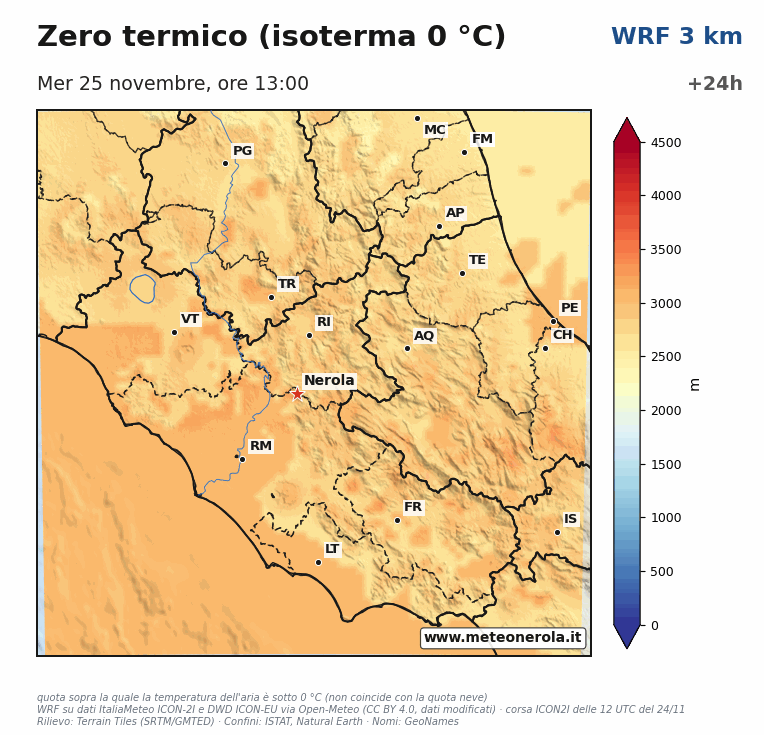 Zero termico (isoterma 0 °C)
WRF 3 km
Mer 25 novembre, ore 13:00
+24h
MC
FM
PG
AP
TE
TR
PE
VT
RI
AQ
CH
Nerola
RM
FR
IS
LT
www.meteonerola.it
4500
4000
3500
3000
2500
2000
1500
1000
500
0
m
quota sopra la quale la temperatura dell'aria è sotto 0 °C (non coincide con la quota neve)
WRF su dati ItaliaMeteo ICON-2I e DWD ICON-EU via Open-Meteo (CC BY 4.0, dati modificati) · corsa ICON2I delle 12 UTC del 24/11
Rilievo: Terrain Tiles (SRTM/GMTED) · Confini: ISTAT, Natural Earth · Nomi: GeoNames